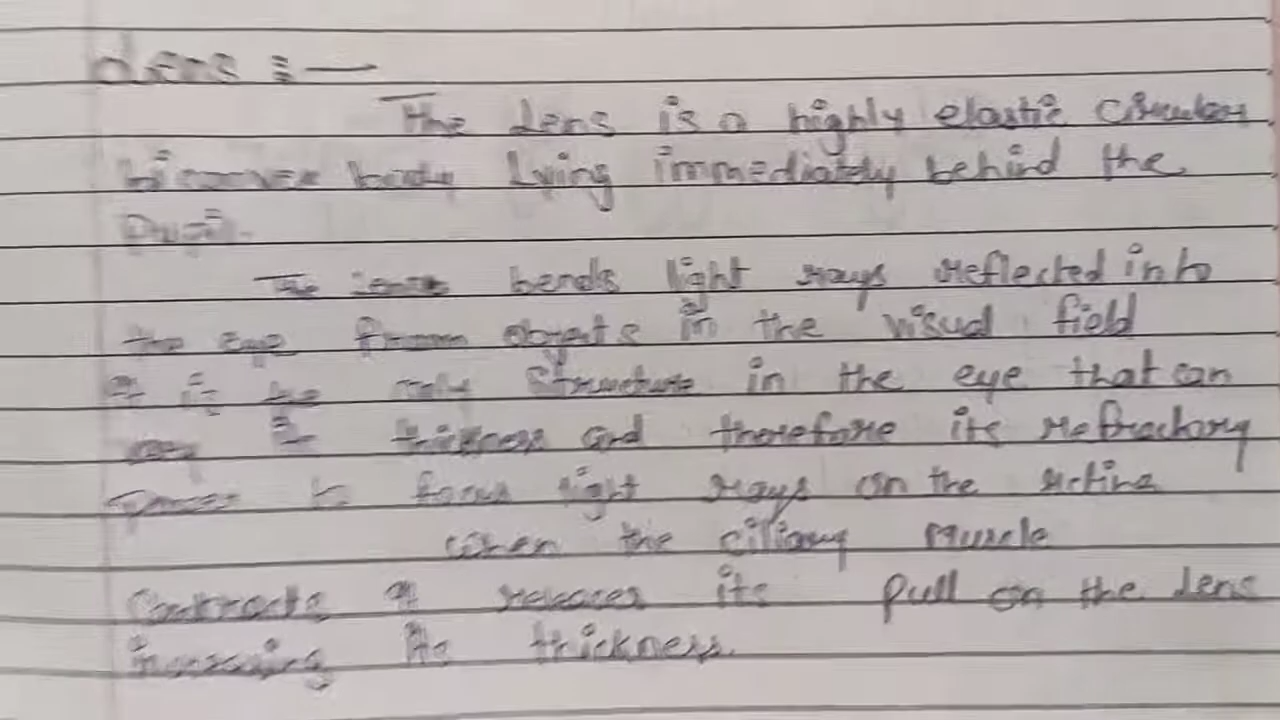 Lens :-
The Lens is a highly elastic circular
biconvex body lying immediately behind the
Pupil.
The lens bends light rays reflected into
the eye from objects in the visual field
it is the only structure in the eye that can
its thickness and therefore its refractory
power to focus light rays on the retina
when the ciliary muscle
Contracts it releases its pull on the lens
increasing its thickness.